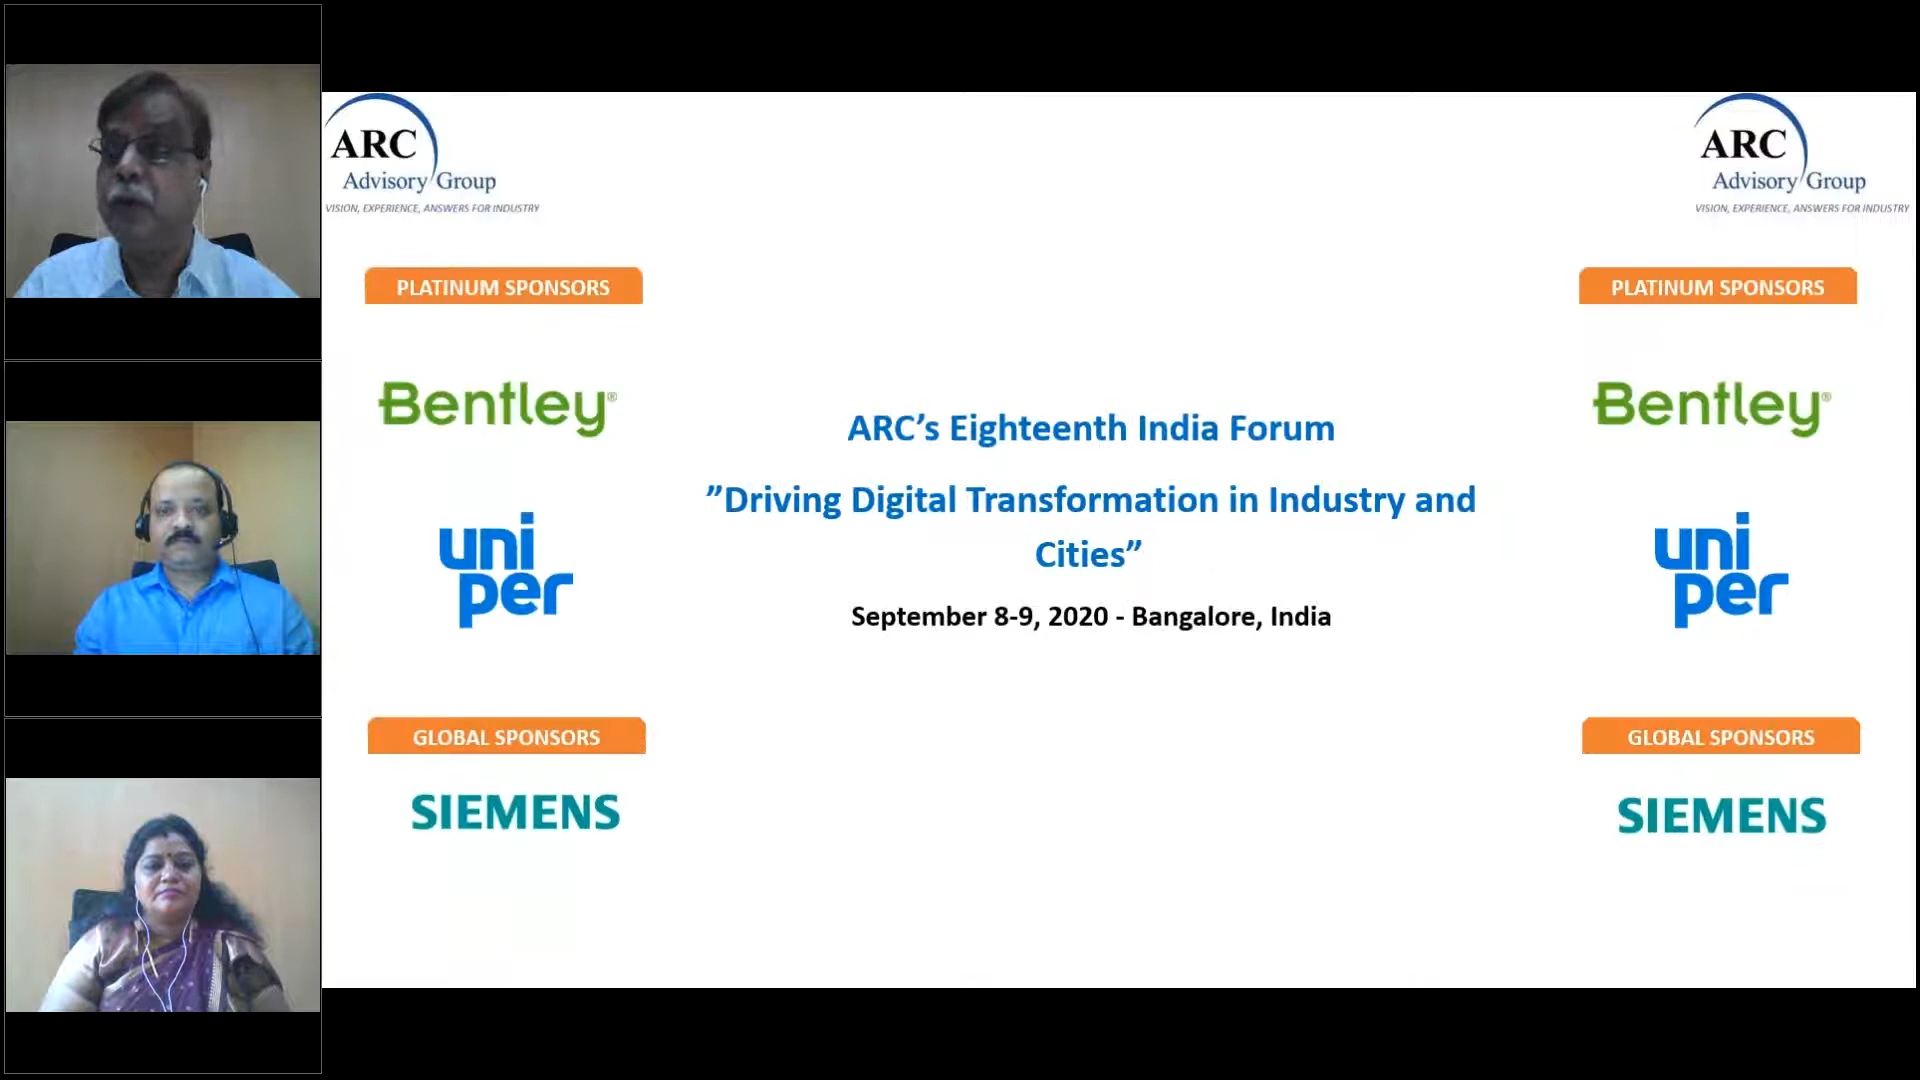 ARC
Advisory Group
VISION, EXPERIENCE, ANSWERS FOR INDUSTRY
ARC
Advisory Group
VISION, EXPERIENCE, ANSWERS FOR INDUSTRY
PLATINUM SPONSORS
Bentley®
uni
per
GLOBAL SPONSORS
SIEMENS
ARC’s Eighteenth India Forum
”Driving Digital Transformation in Industry and
Cities”
September 8-9, 2020 - Bangalore, India
PLATINUM SPONSORS
Bentley®
uni
per
GLOBAL SPONSORS
SIEMENS